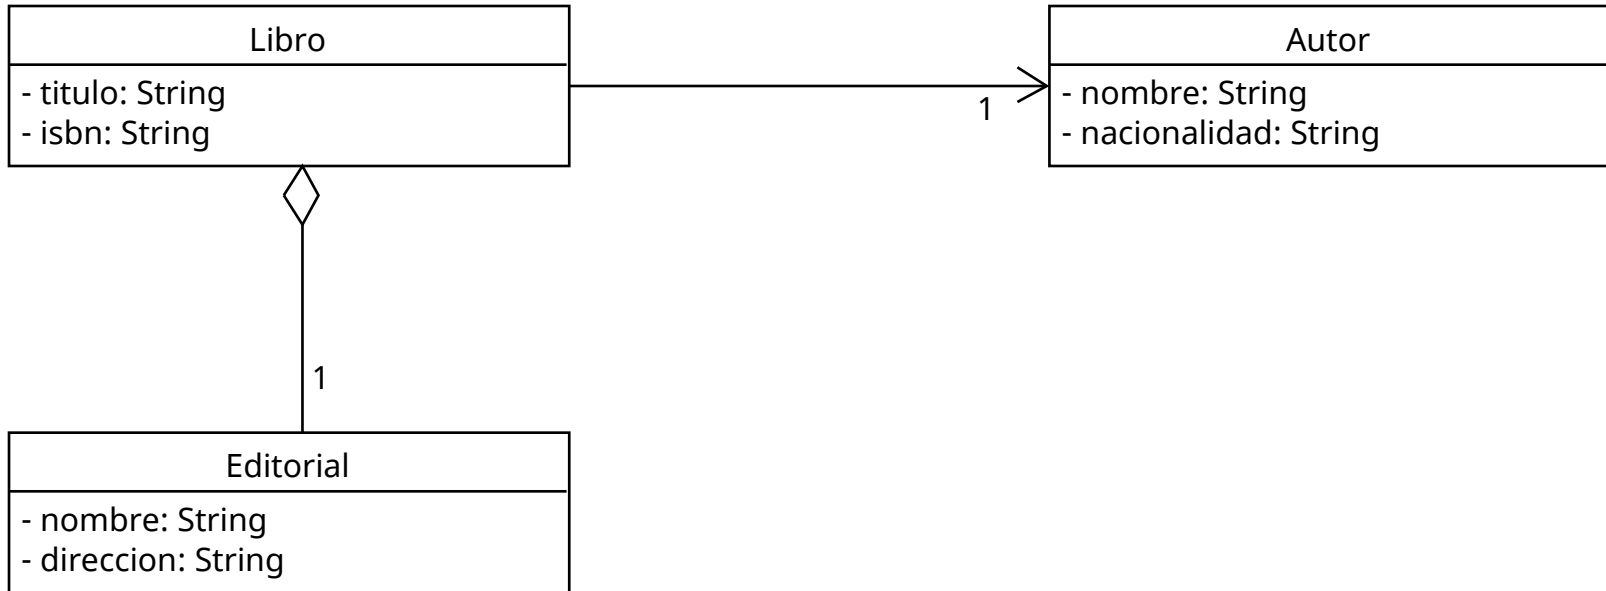 Libro
- titulo: String
- isbn: String
1
Autor
- nombre: String
- nacionalidad: String
1
Editorial
- nombre: String
- direccion: String